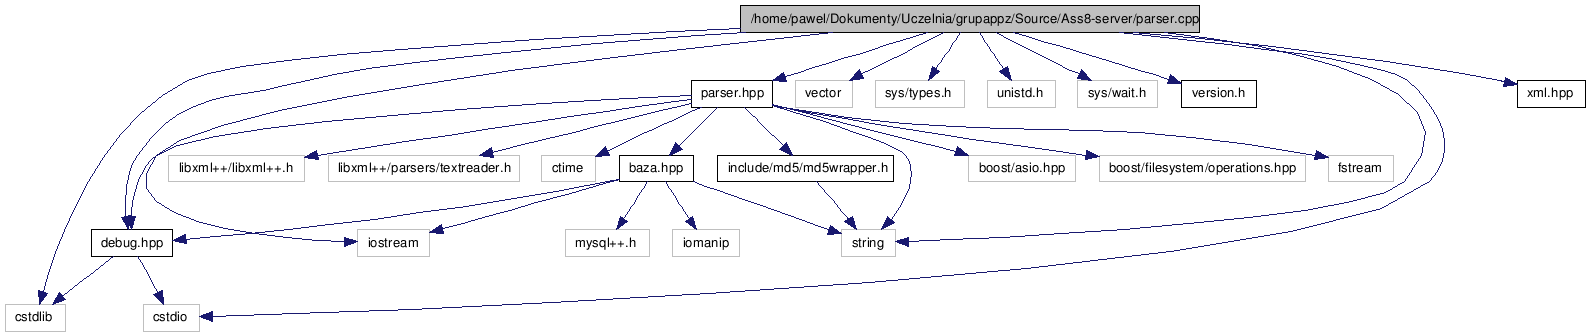 /home/pawel/Dokumenty/Uczelnia/grupappz/Source/Ass8-server/parser.cpp
parser.hpp
vector
sys/types.h
unistd.h
sys/wait.h
version.h
xml.hpp
libxml++/libxml++.h
libxml++/parsers/textreader.h
ctime
baza.hpp
include/md5/md5wrapper.h
boost/asio.hpp
boost/filesystem/operations.hpp
fstream
debug.hpp
iostream
mysql++.h
iomanip
string
cstdlib
cstdio